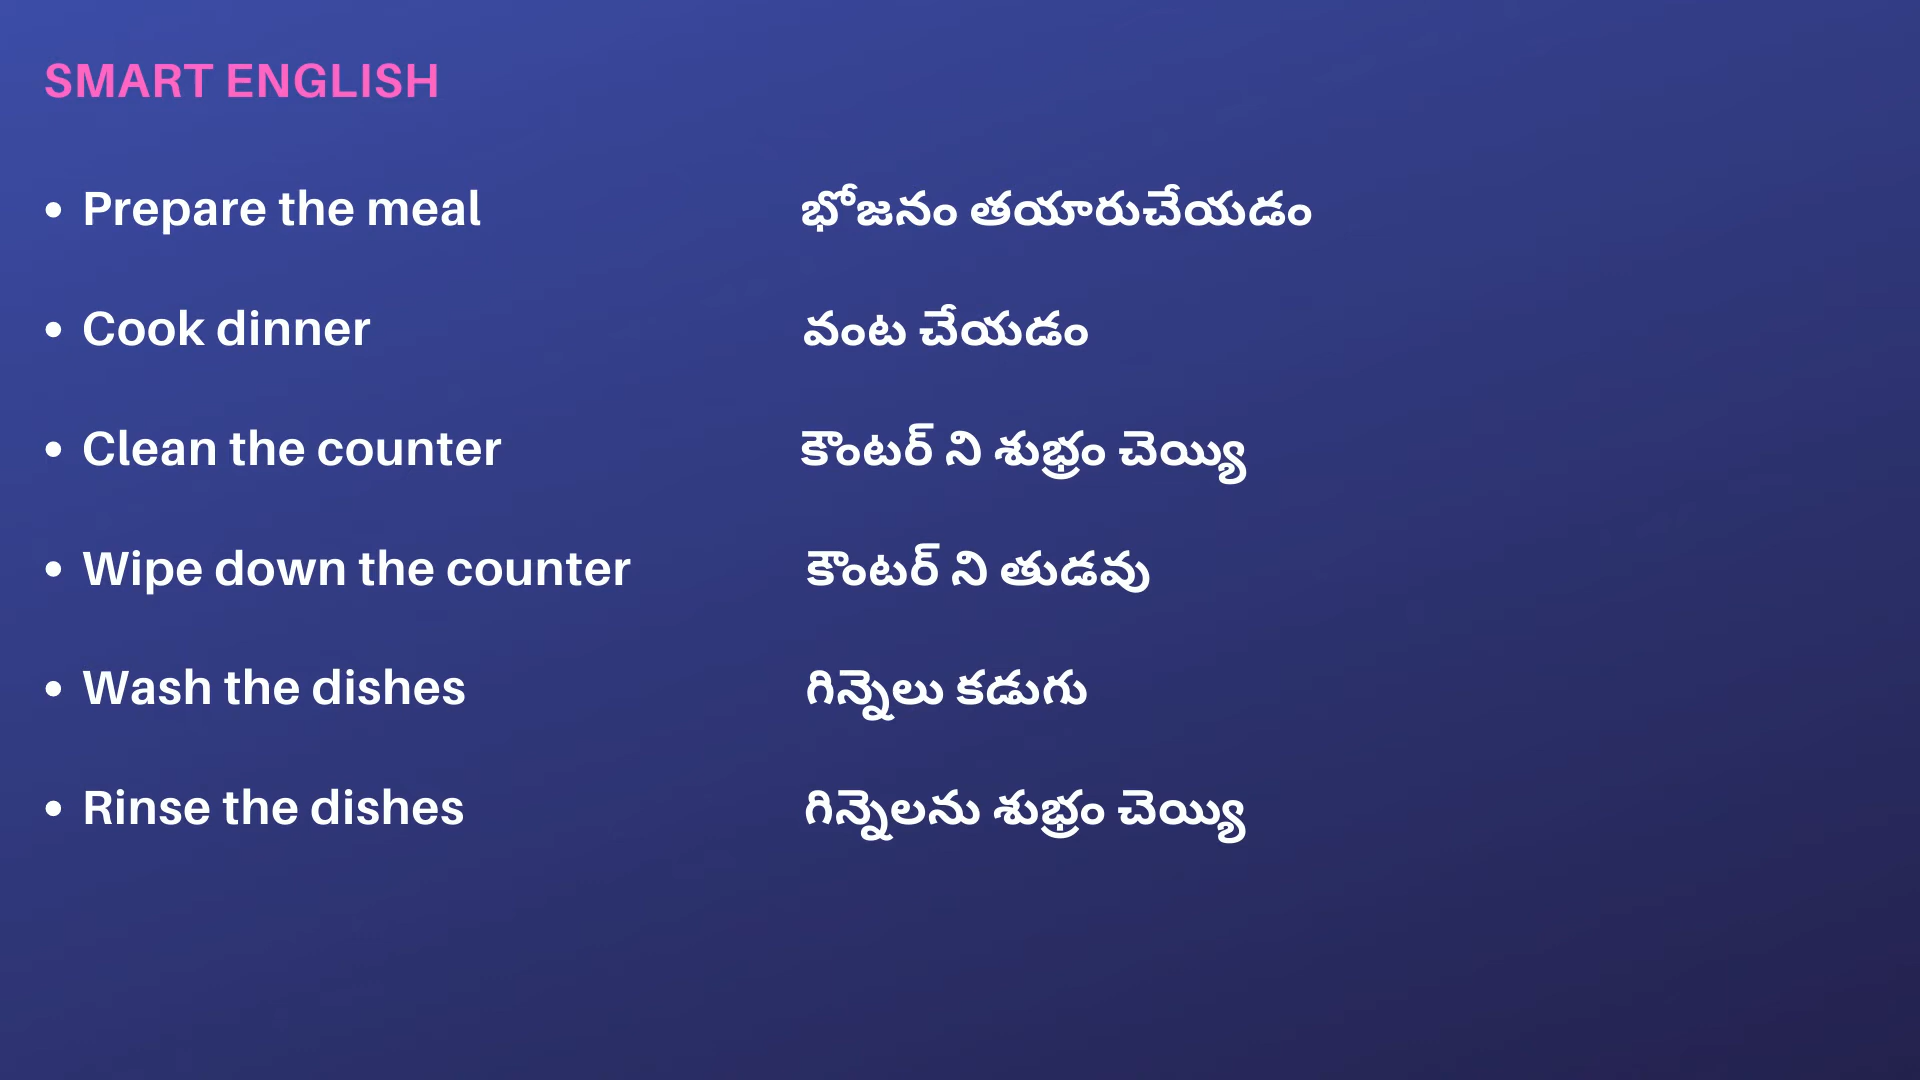 SMART ENGLISH
• Prepare the meal భోజనం తయారుచేయడం
• Cook dinner వంట చేయడం
• Clean the counter కౌంటర్ ని శుభ్రం చెయ్యి
• Wipe down the counter కౌంటర్ ని తుడవు
• Wash the dishes గిన్నెలు కడుగు
• Rinse the dishes గిన్నెలను శుభ్రం చెయ్యి